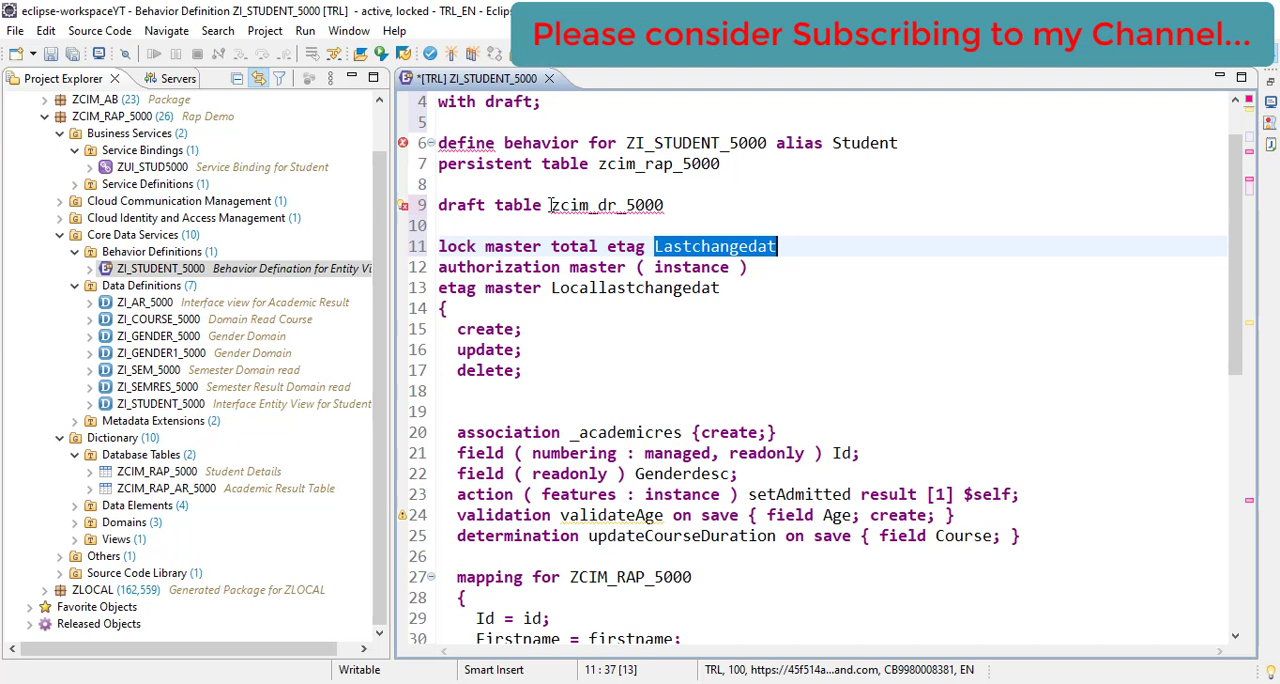 eclipse-workspaceYT - Behavior Definition ZI_STUDENT_5000 [TRL] - active, locked - TRL_EN - Eclips
Please consider Subscribing to my Channel...
File Edit Source Code Navigate Search Project Run Window Help
Project Explorer Servers
*[TRL] ZI_STUDENT_5000
ZCIM_AB (23) Package
ZCIM_RAP_5000 (26) Rap Demo
Business Services (2)
Service Bindings (1)
ZUI_STUD5000 Service Binding for Student
Service Definitions (1)
Cloud Communication Management (1)
Cloud Identity and Access Management (1)
Core Data Services (10)
Behavior Definitions (1)
ZI_STUDENT_5000 Behavior Defination for Entity Vi
Data Definitions (7)
ZI_AR_5000 Interface view for Academic Result
ZI_COURSE_5000 Domain Read Course
ZI_GENDER_5000 Gender Domain
ZI_GENDER1_5000 Gender Domain
ZI_SEM_5000 Semester Domain read
ZI_SEMRES_5000 Semester Result Domain read
ZI_STUDENT_5000 Interface Entity View for Student
Metadata Extensions (2)
Dictionary (10)
Database Tables (2)
ZCIM_RAP_5000 Student Details
ZCIM_RAP_AR_5000 Academic Result Table
Data Elements (4)
Domains (3)
Views (1)
Others (1)
Source Code Library (1)
ZLOCAL (162,559) Generated Package for ZLOCAL
Favorite Objects
Released Objects
4 with draft;
5
6 define behavior for ZI_STUDENT_5000 alias Student
7 persistent table zcim_rap_5000
8
9 draft table zcim_dr_5000
10
11 lock master total etag Lastchangedat
12 authorization master ( instance )
13 etag master Locallastchangedat
14 {
15 create;
16 update;
17 delete;
18
19
20 association _academicres {create;}
21 field ( numbering : managed, readonly ) Id;
22 field ( readonly ) Genderdesc;
23 action ( features : instance ) setAdmitted result [1] $self;
24 validation validateAge on save { field Age; create; }
25 determination updateCourseDuration on save { field Course; }
26
27 mapping for ZCIM_RAP_5000
28 {
29 Id = id;
30 Firstname = firstname;
Writable Smart Insert 11 : 37 [13] TRL, 100, https://45f514a...and.com, CB9980008381, EN